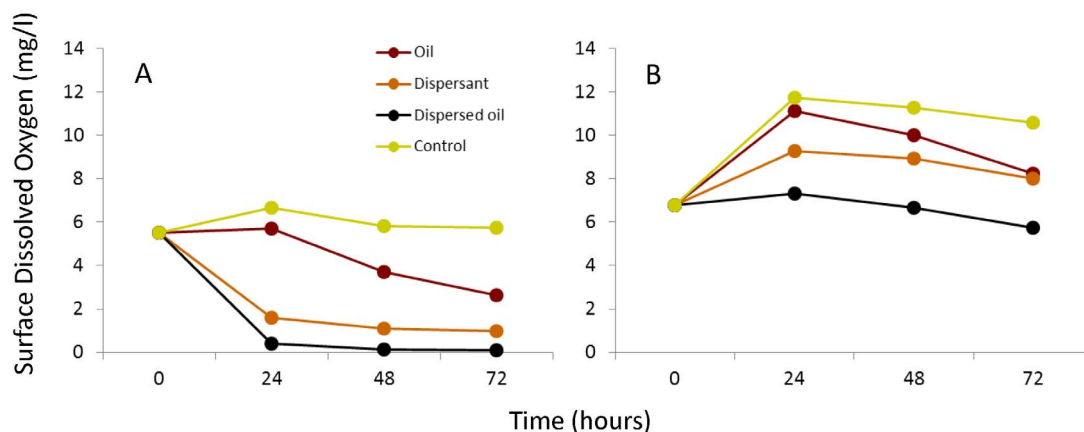 Surface Dissolved Oxygen (mg/l)
A
14
12
10
8
6
4
2
0
0 24 48 72
Oil
Dispersant
Dispersed oil
Control
B
14
12
10
8
6
4
2
0
0 24 48 72
Time (hours)